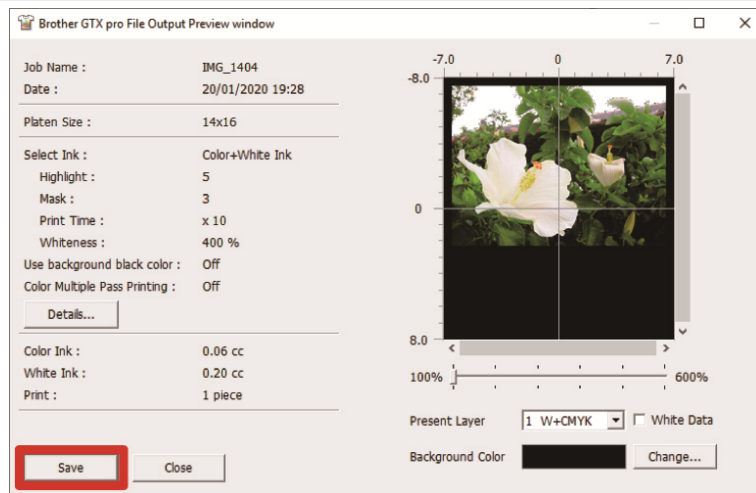 Brother GTX pro File Output Preview window
Job Name : IMG_1404
Date : 20/01/2020 19:28
Platen Size : 14x16
Select Ink : Color+White Ink
Highlight : 5
Mask : 3
Print Time : x 10
Whiteness : 400 %
Use background black color : Off
Color Multiple Pass Printing : Off
Details...
Color Ink : 0.06 cc
White Ink : 0.20 cc
Print : 1 piece
Save Close
-7.0 0 7.0
-8.0
0
8.0
100% 600%
Present Layer 1 W+CMYK White Data
Background Color Change...